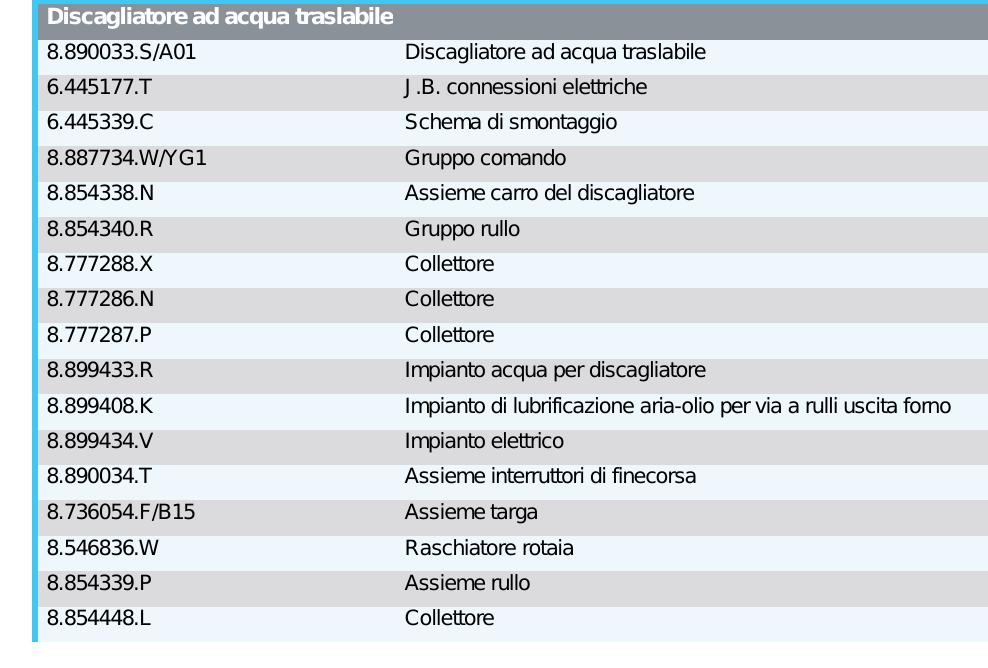 Discagliatore ad acqua traslabile
8.890033.S/A01 Discagliatore ad acqua traslabile
6.445177.T J.B. connessioni elettriche
6.445339.C Schema di smontaggio
8.887734.W/YG1 Gruppo comando
8.854338.N Assieme carro del discagliatore
8.854340.R Gruppo rullo
8.777288.X Collettore
8.777286.N Collettore
8.777287.P Collettore
8.899433.R Impianto acqua per discagliatore
8.899408.K Impianto di lubrificazione aria-olio per via a rulli uscita forno
8.899434.V Impianto elettrico
8.890034.T Assieme interruttori di finecorsa
8.736054.F/B15 Assieme targa
8.546836.W Raschiatore rotaia
8.854339.P Assieme rullo
8.854448.L Collettore